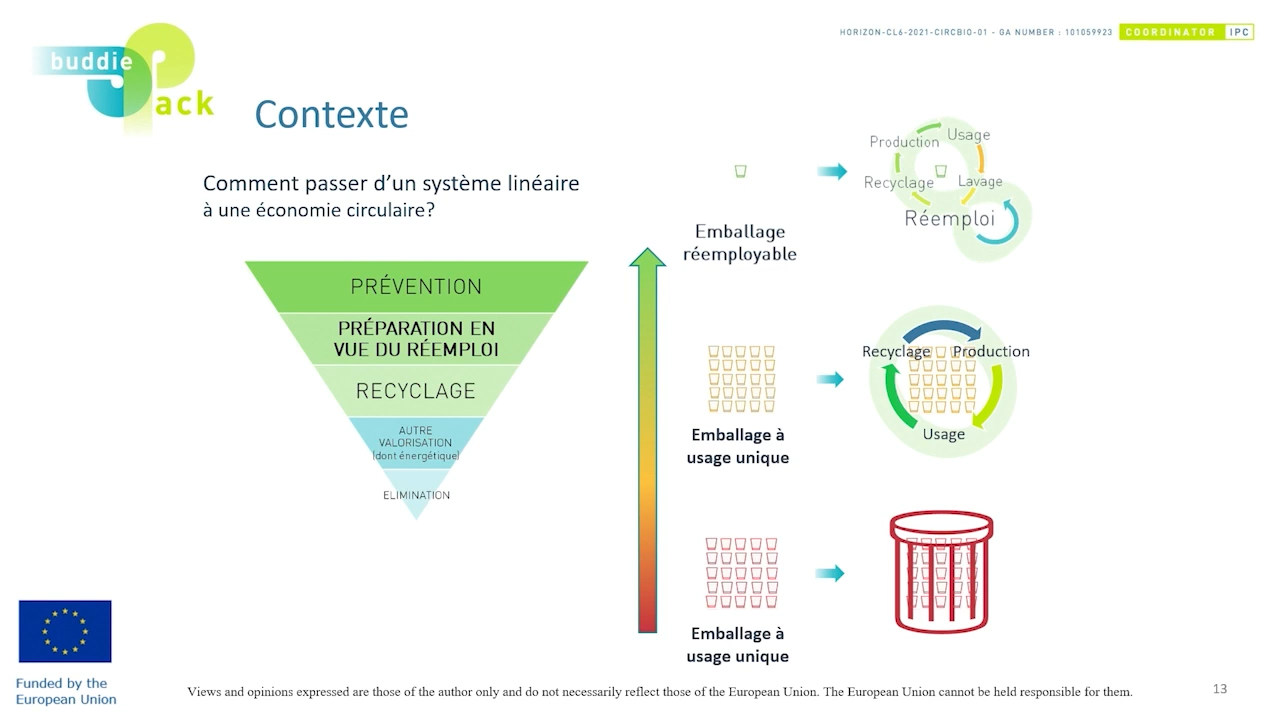 HORIZON-CL6-2021-CIRCBIO-01 - GA NUMBER : 101059923 COORDINATOR IPC
buddie
Pack
Contexte
Comment passer d'un système linéaire
à une économie circulaire?
PRÉVENTION
PRÉPARATION EN
VUE DU RÉEMPLOI
RECYCLAGE
AUTRE
VALORISATION
(dont énergétique)
ELIMINATION
Emballage
réemployable
Production
Usage
Recyclage
Lavage
Réemploi
Emballage à
usage unique
Recyclage
Production
Usage
Emballage à
usage unique
Funded by the
European Union
Views and opinions expressed are those of the author only and do not necessarily reflect those of the European Union. The European Union cannot be held responsible for them.
13